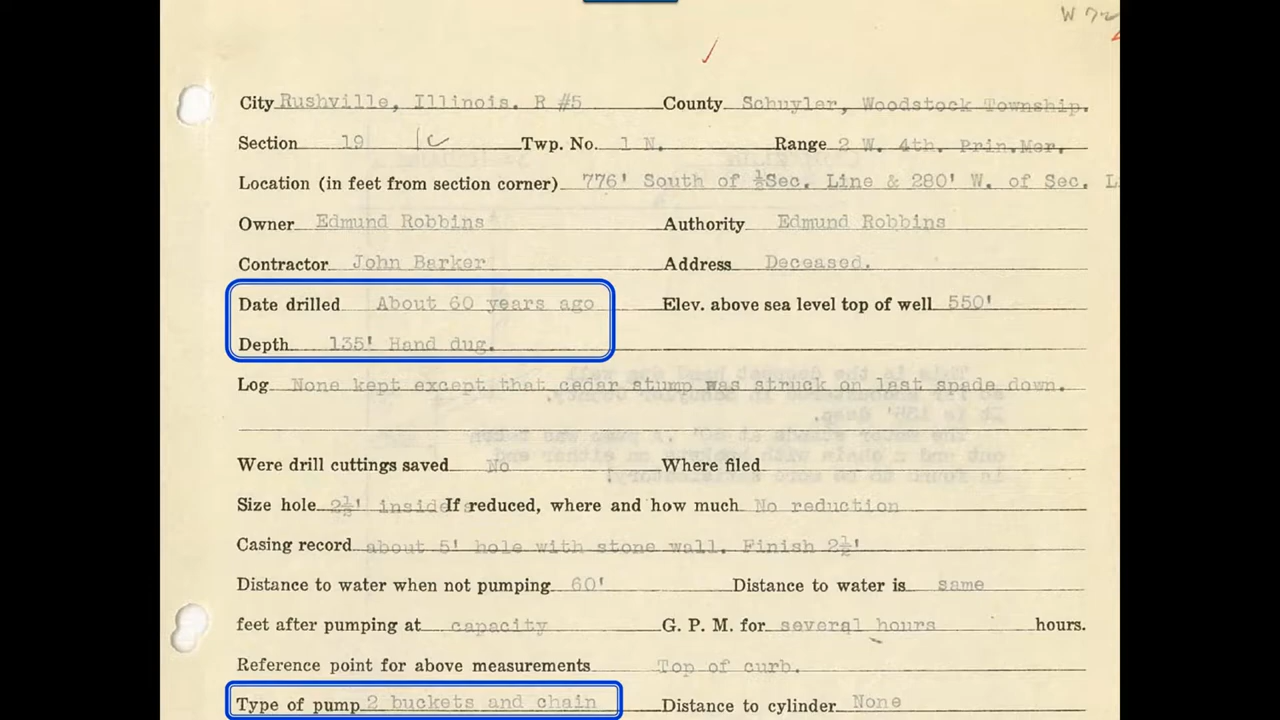 W 72
City Rushville, Illinois. R #5 County Schuyler, Woodstock Township.
Section 19 1c Twp. No. 1 N. Range 2 W. 4th. Prin.Mer.
Location (in feet from section corner) 776' South of ½Sec. Line & 280' W. of Sec. L
Owner Edmund Robbins Authority Edmund Robbins
Contractor John Barker Address Deceased.
Date drilled About 60 years ago Elev. above sea level top of well 550'
Depth 135' Hand dug.
Log None kept except that cedar stump was struck on last spade down.
Were drill cuttings saved No Where filed
Size hole 2½' inside If reduced, where and how much No reduction
Casing record about 5' hole with stone wall. Finish 2½'
Distance to water when not pumping 60' Distance to water is same
feet after pumping at capacity G. P. M. for several hours hours.
Reference point for above measurements Top of curb.
Type of pump 2 buckets and chain Distance to cylinder None